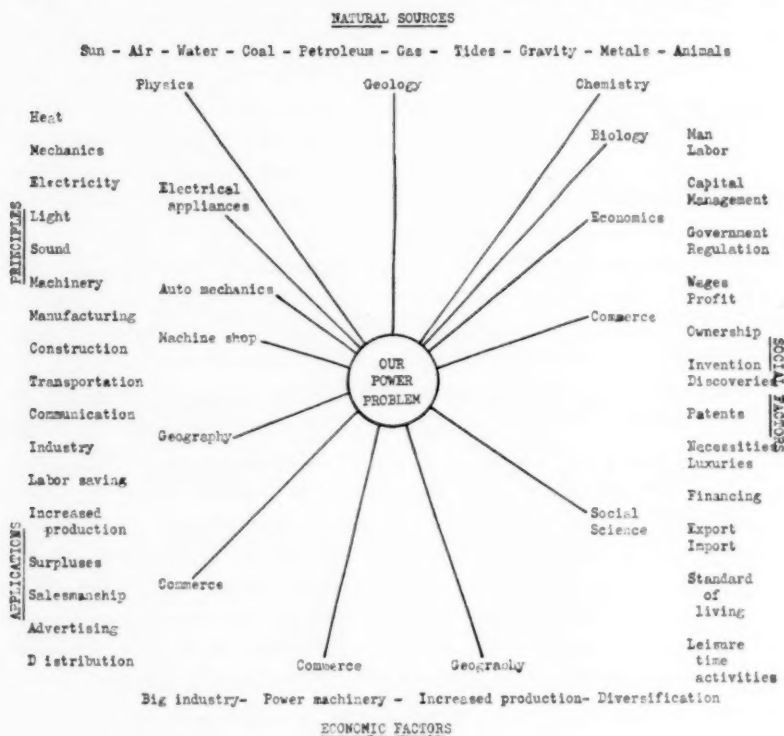 NATURAL SOURCES
Sun - Air - Water - Coal - Petroleum - Gas - Tides - Gravity - Metals - Animals
Physics
Geology
Chemistry
Biology
Electrical
appliances
Economics
Auto mechanics
Commerce
Machine shop
OUR
POWER
PROBLEM
Geography
Social
Science
Commerce
Commerce
Geography
PRINCIPLES
Heat
Mechanics
Electricity
Light
Sound
Machinery
Manufacturing
Construction
Transportation
Communication
Industry
Labor saving
APPLICATIONS
Increased
production
Surpluses
Salesmanship
Advertising
Distribution
SOCIAL FACTORS
Man
Labor
Capital
Management
Government
Regulation
Wages
Profit
Ownership
Invention
Discoveries
Patents
Necessities
Luxuries
Financing
Export
Import
Standard
of
living
Leisure
time
activities
Big industry- Power machinery - Increased production- Diversification
ECONOMIC FACTORS